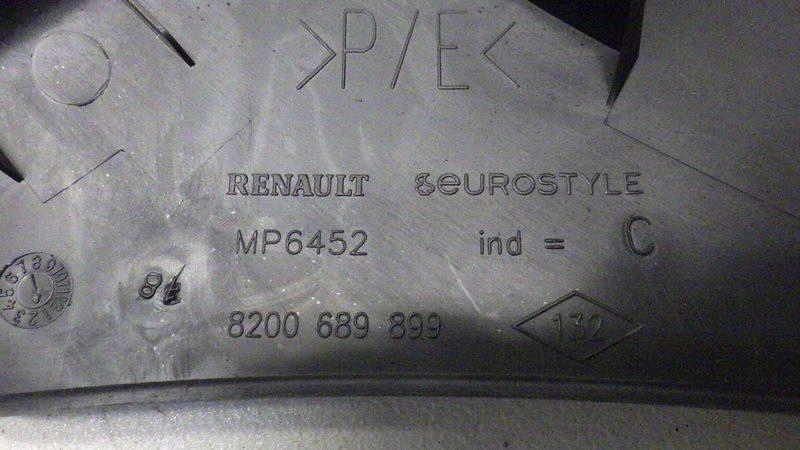 >P/E<
RENAULT eUROSTYLE
MP6452 ind = C
8200 689 899 132